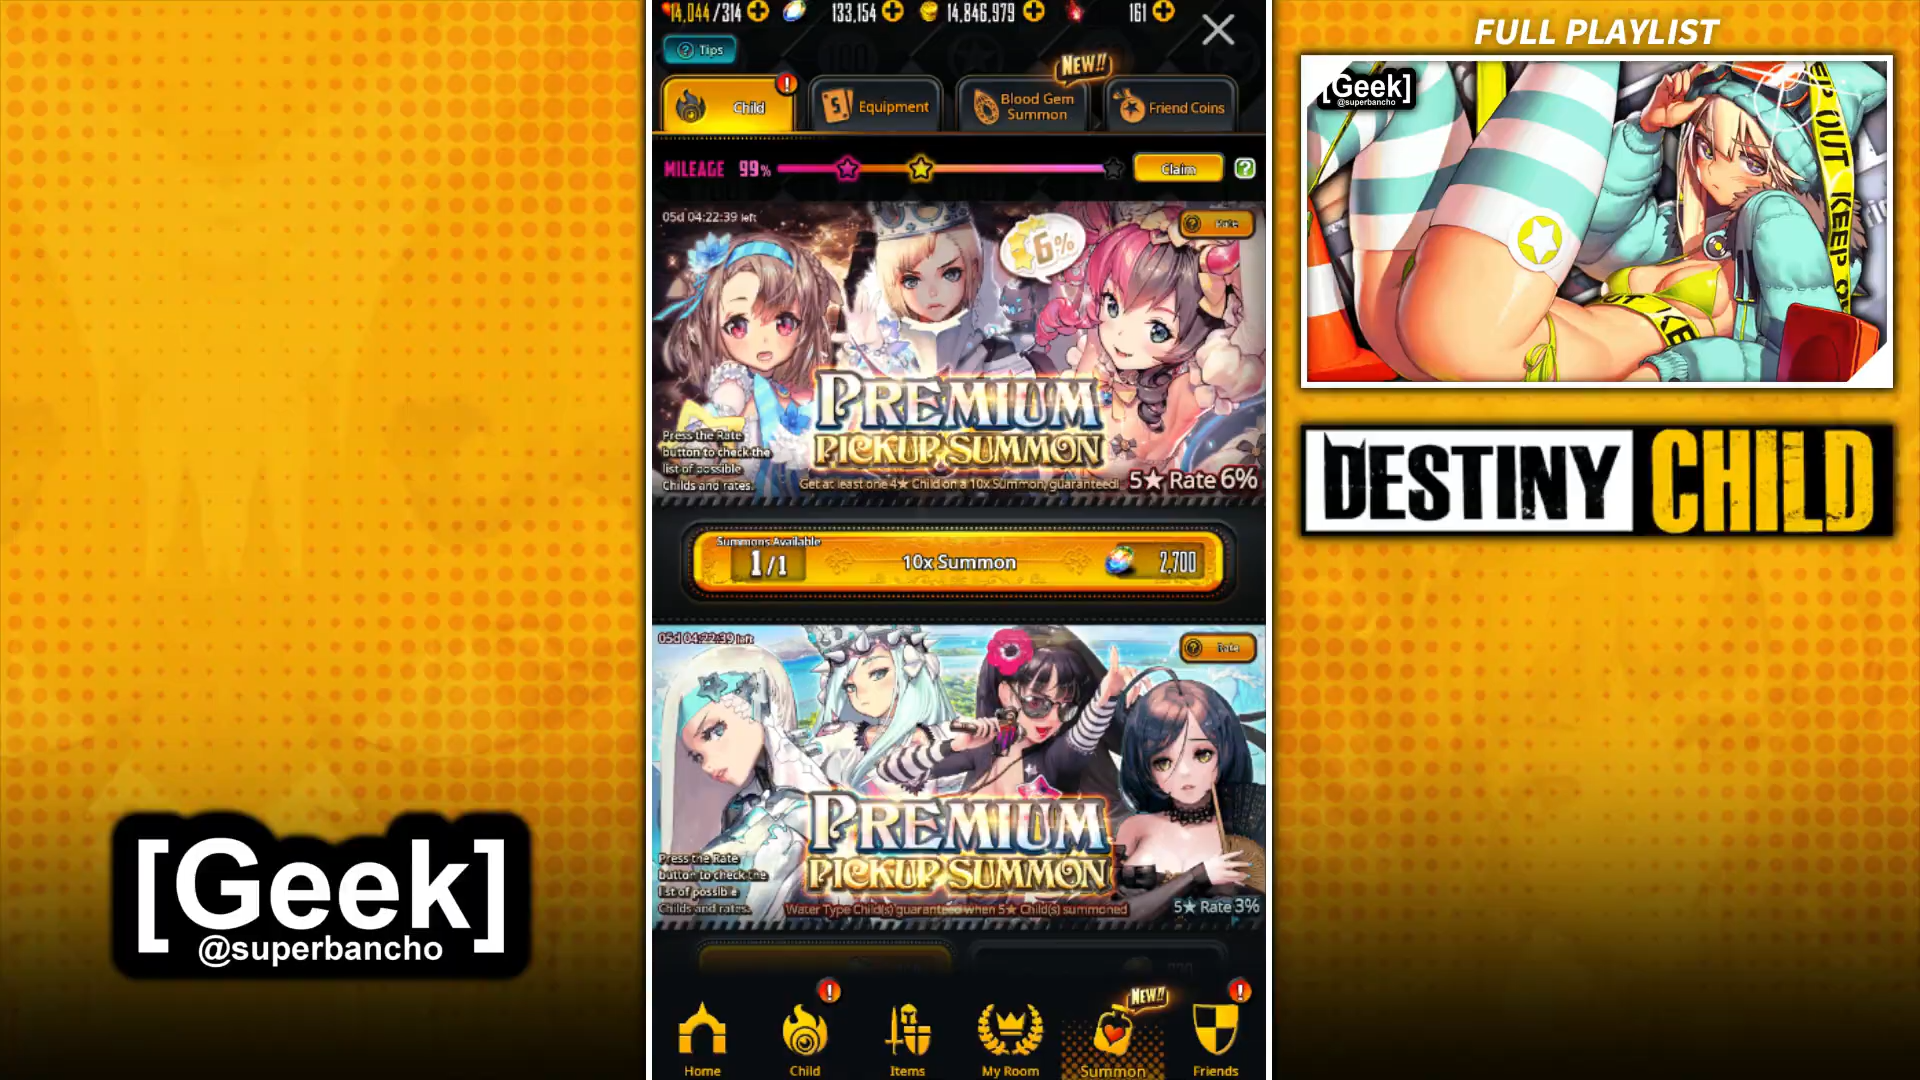 14,044/314
133,154
14,846,979
161
Tips
NEW!!
Child
Equipment
Blood Gem
Summon
Friend Coins
MILEAGE 99%
Claim
05d 04:22:39 left
Rate
6%
PREMIUM
PICKUP SUMMON
Press the Rate
button to check the
list of possible
Childs and rates.
Get at least one 4★ Child on a 10x Summon, guaranteed!
5★ Rate 6%
Summons Available
1/1
10x Summon
2,700
05d 04:22:39 left
Rate
PREMIUM
PICKUP SUMMON
Press the Rate
button to check the
list of possible
Childs and rates.
Water Type Child(s) guaranteed when 5★ Child(s) summoned
5★ Rate 3%
NEW!!
Home
Child
Items
My Room
Summon
Friends
[Geek]
@superbancho
FULL PLAYLIST
[Geek]
@superbancho
OUT KEEP O
OUT KE
DESTINY CHILD